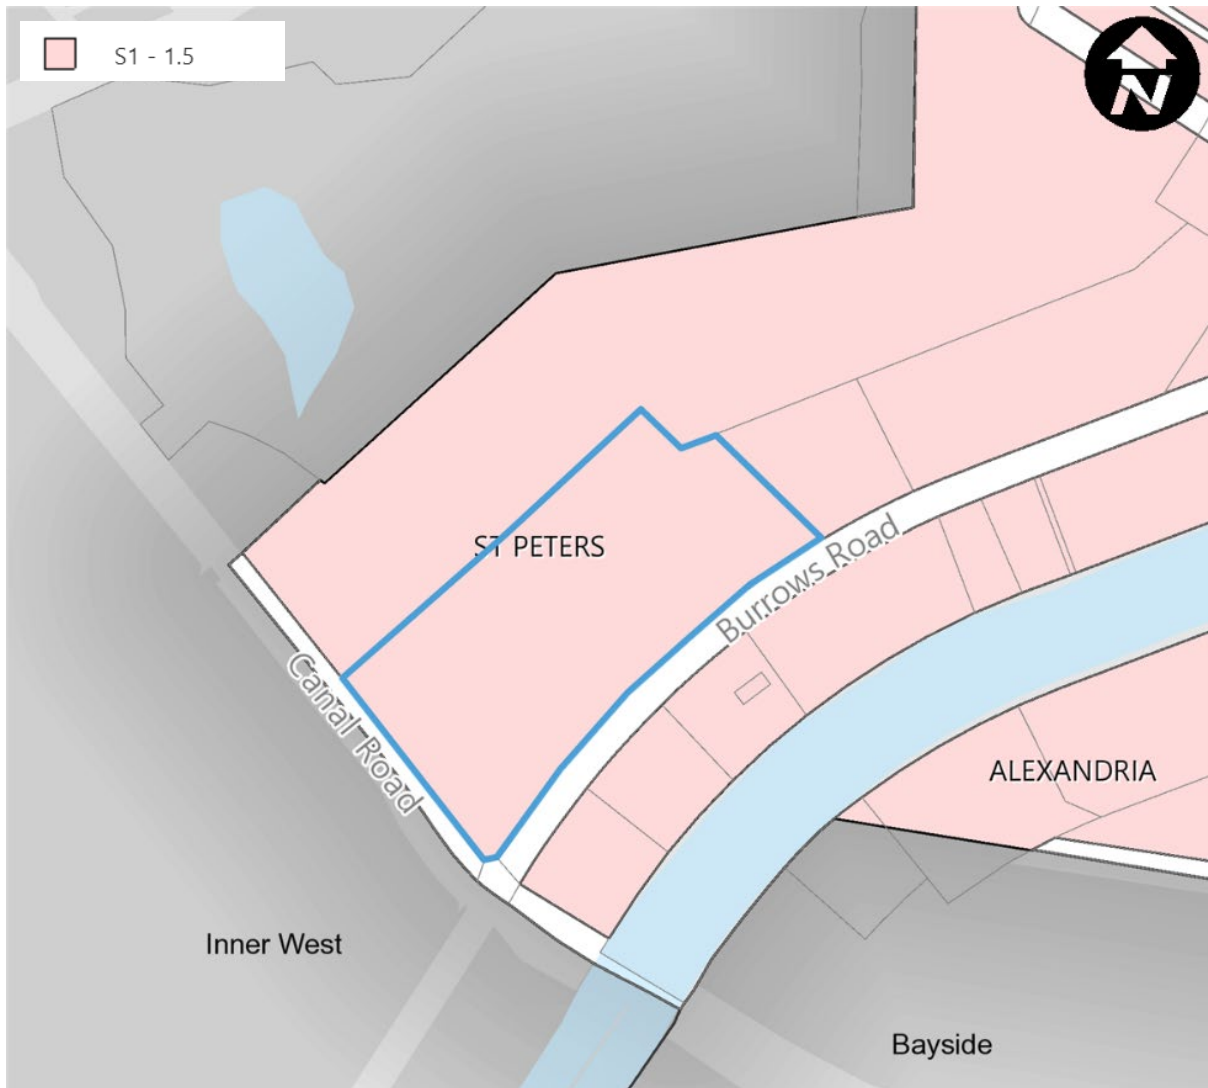 S1 - 1.5
N
ST PETERS
Burrows Road
Canal Road
ALEXANDRIA
Inner West
Bayside